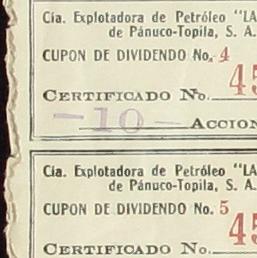 Cía. Explotadora de Petróleo "LA
de Pánuco-Topila, S. A.
CUPON DE DIVIDENDO No. 4
CERTIFICADO No. 45
-10- ACCION
Cía. Explotadora de Petróleo "LA
de Pánuco-Topila, S. A.
CUPON DE DIVIDENDO No. 5
CERTIFICADO No. 45